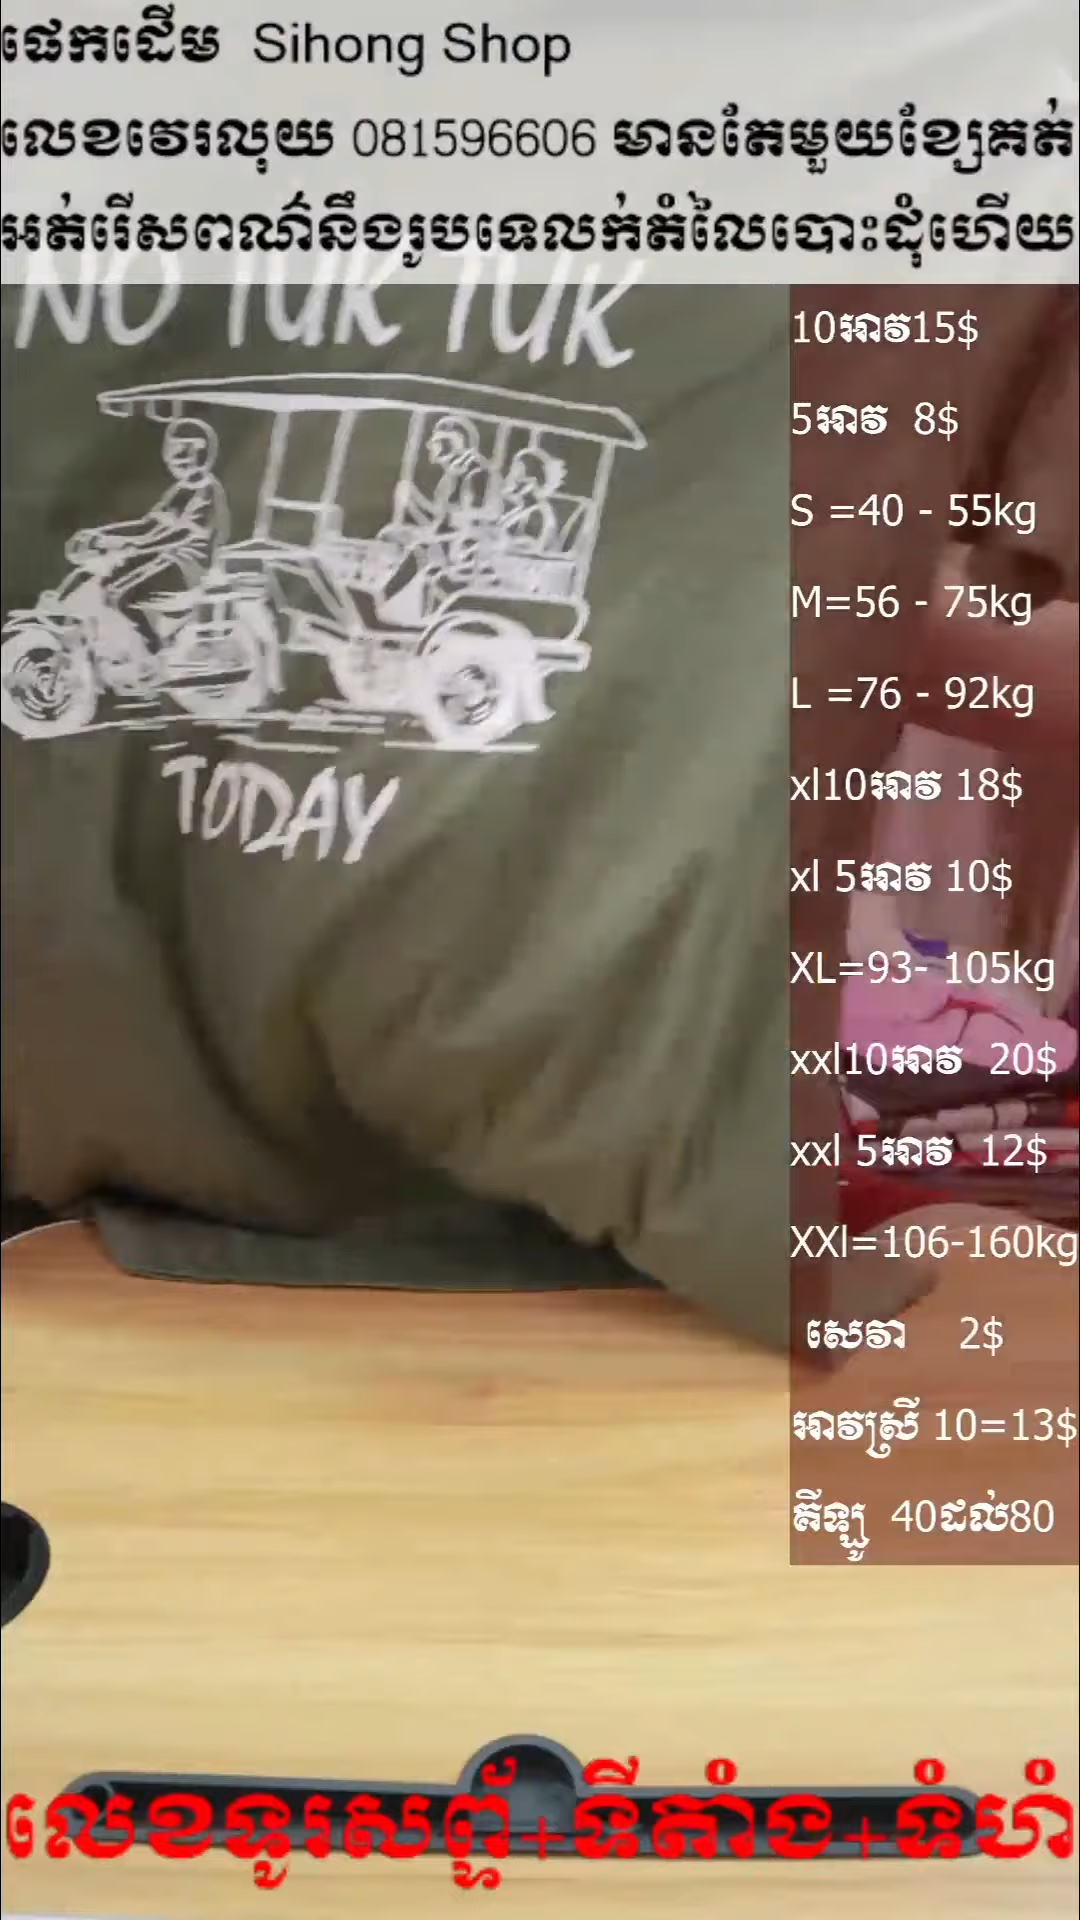 ផេកដើម Sihong Shop
លេខវេរលុយ 081596606 មានតែមួយខ្សែគត់
អត់រើសពណ៌នឹងរូបទេលក់តំលៃបោះដុំហើយ
NO TUK TUK
TODAY
10អាវ15$
5អាវ 8$
S =40 - 55kg
M=56 - 75kg
L =76 - 92kg
xl10អាវ 18$
xl 5អាវ 10$
XL=93- 105kg
xxl10អាវ 20$
xxl 5អាវ 12$
XXl=106-160kg
សេវា 2$
អាវស្រី 10=13$
គីឡូ 40ដល់80
លេខទូរសព្ទ័+ទីតាំង+ទំហំ